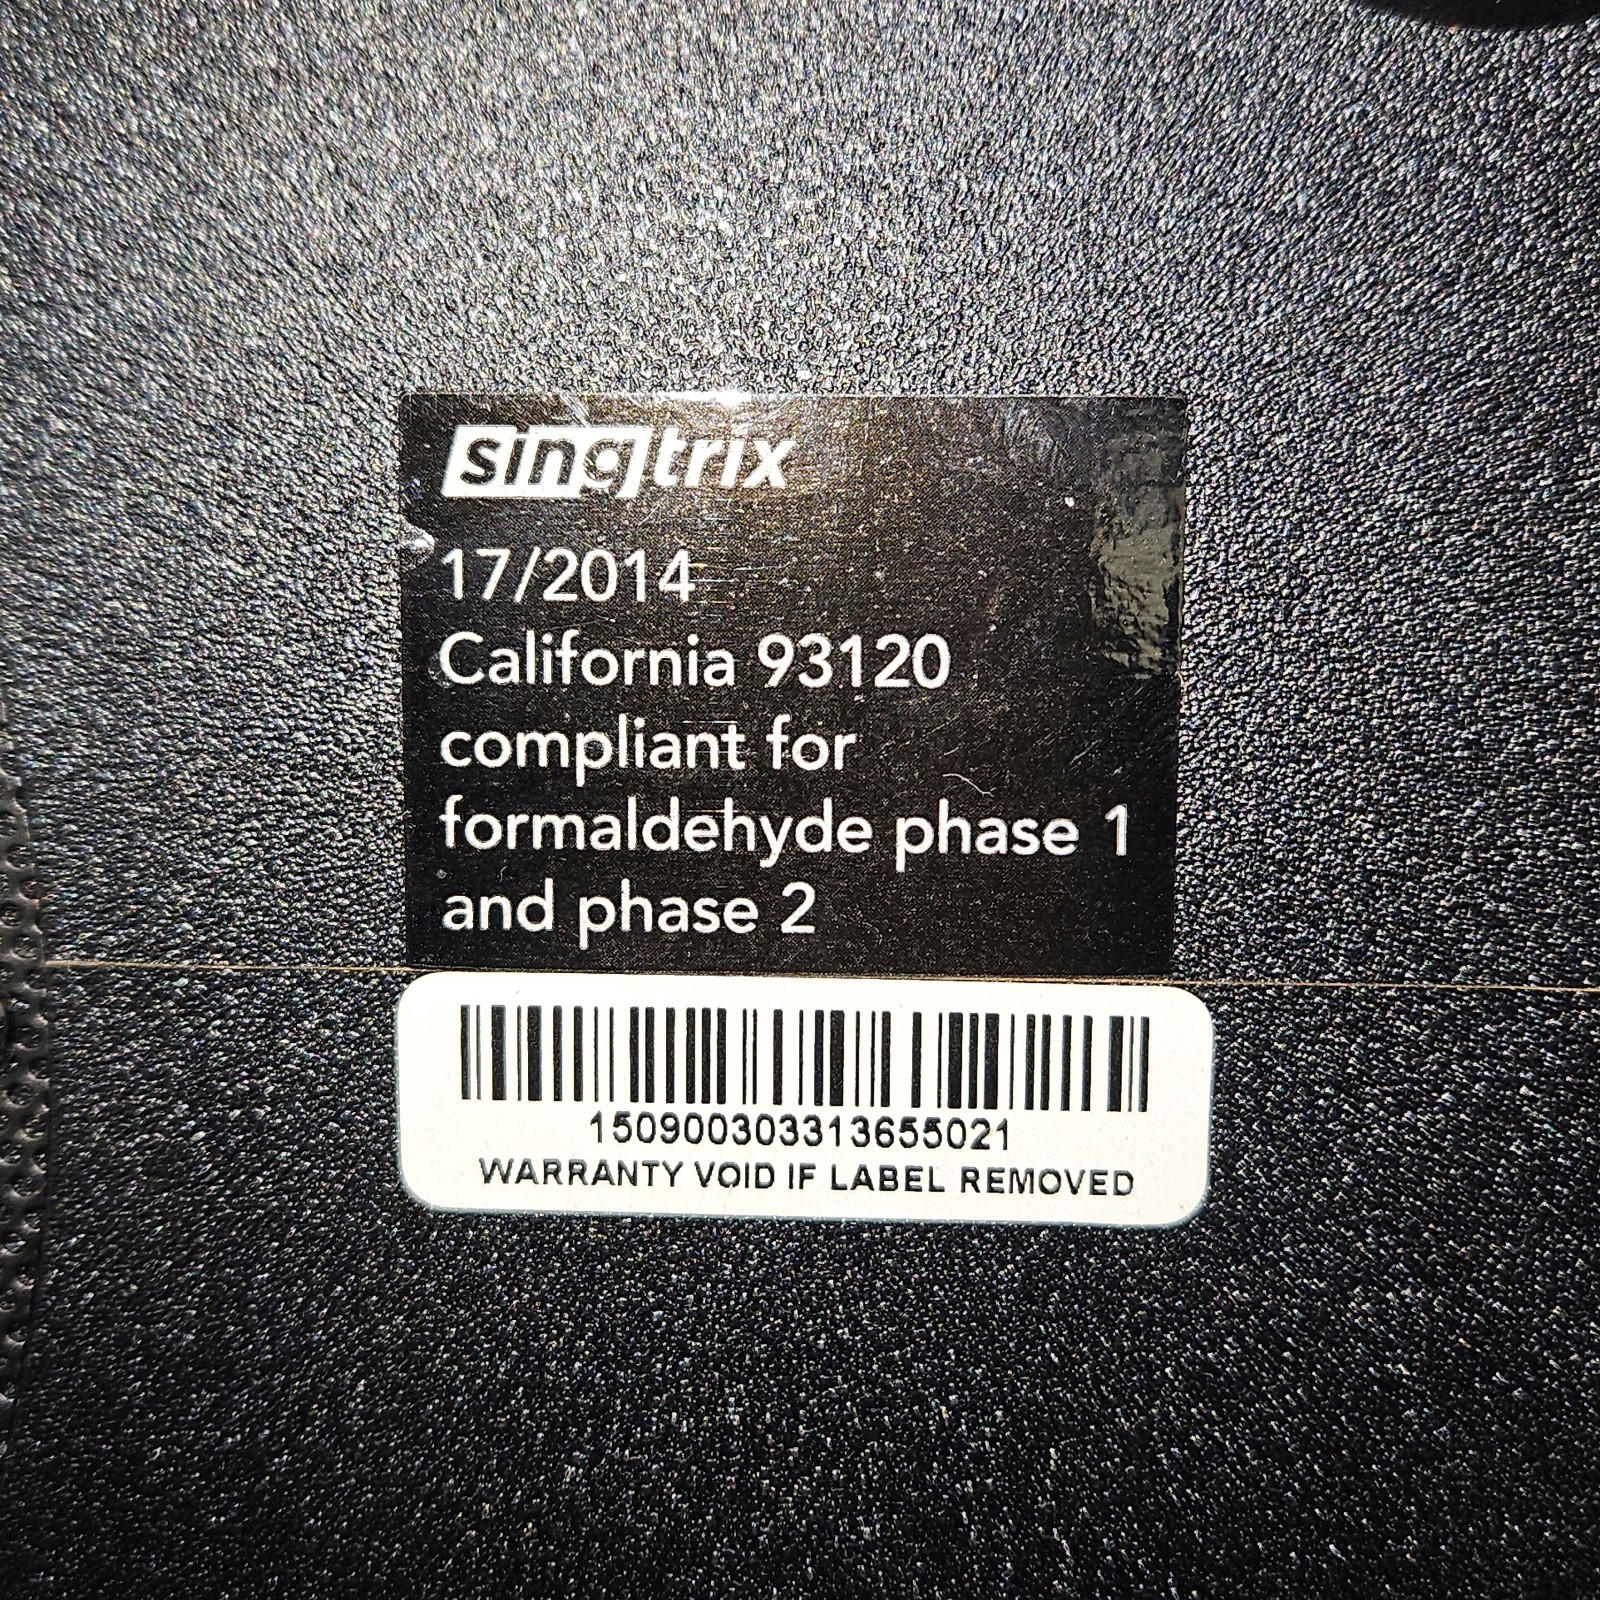 singtrix
17/2014
California 93120
compliant for
formaldehyde phase 1
and phase 2
150900303313655021
WARRANTY VOID IF LABEL REMOVED